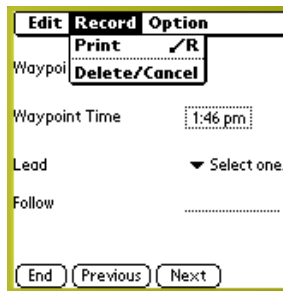 Edit Record Option
Print /R
Waypoi Delete/Cancel
Waypoint Time 1:46 pm
Lead Select one
Follow
End Previous Next